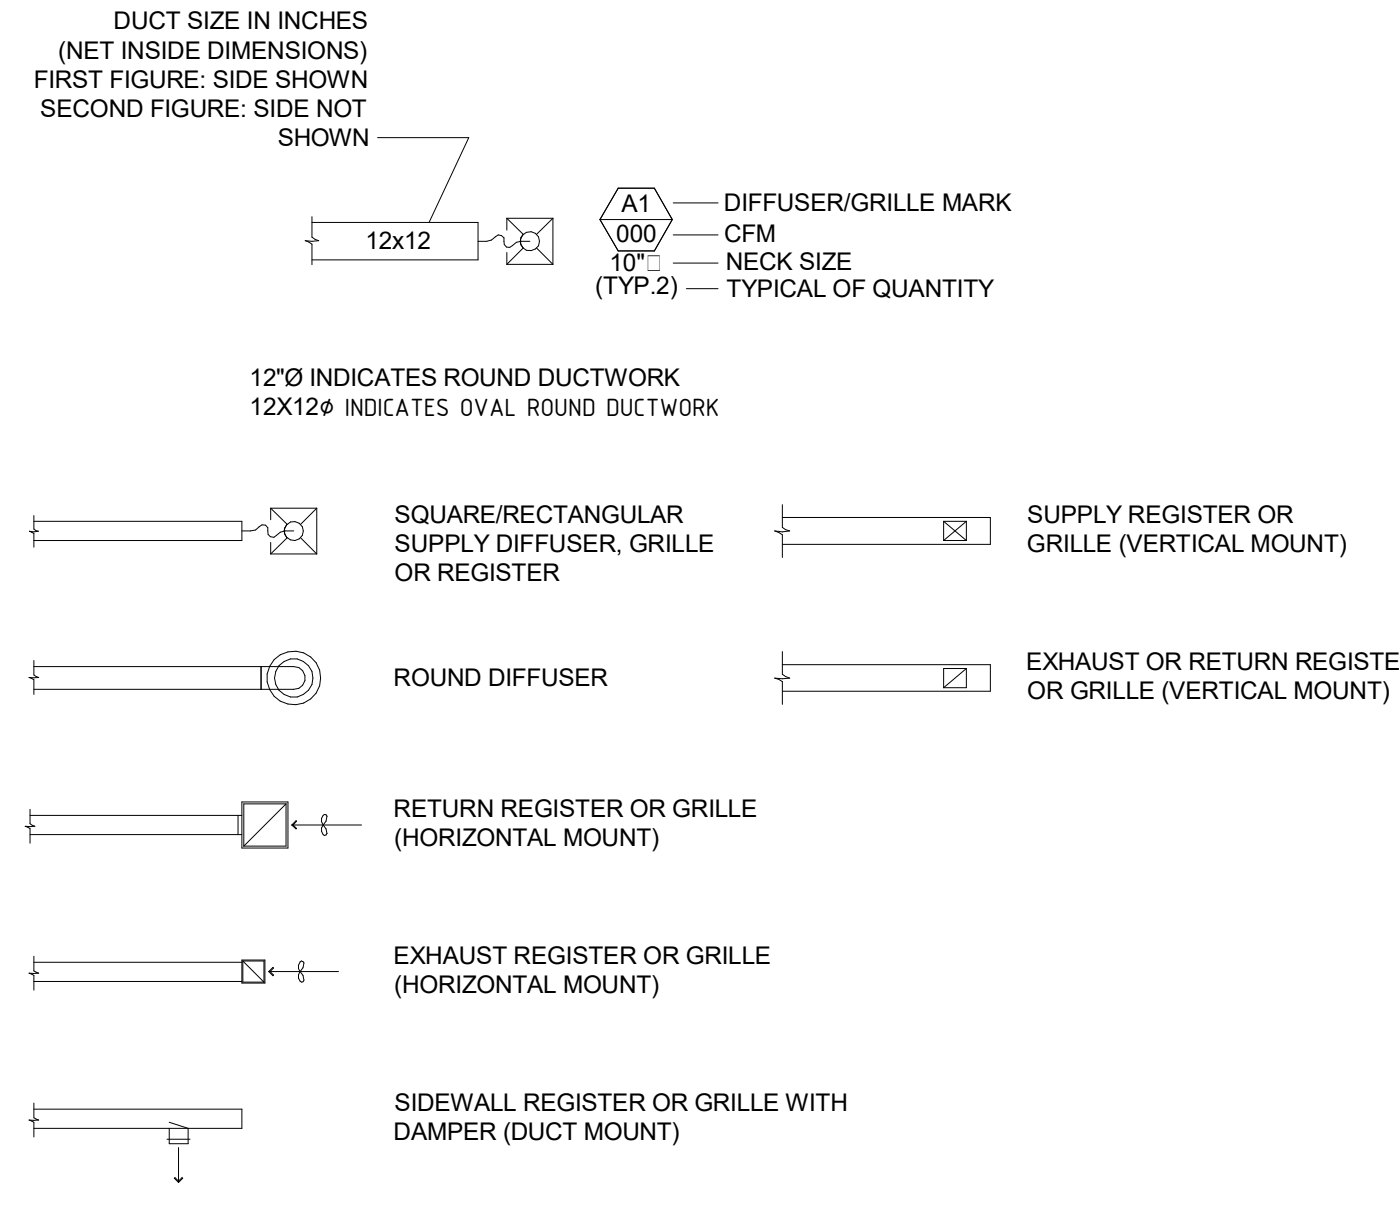 DUCT SIZE IN INCHES
(NET INSIDE DIMENSIONS)
FIRST FIGURE: SIDE SHOWN
SECOND FIGURE: SIDE NOT
SHOWN
12x12
A1
DIFFUSER/GRILLE MARK
000
CFM
10"□
NECK SIZE
(TYP.2)
TYPICAL OF QUANTITY
12"Ø INDICATES ROUND DUCTWORK
12X12ø INDICATES OVAL ROUND DUCTWORK
SQUARE/RECTANGULAR
SUPPLY DIFFUSER, GRILLE
OR REGISTER
SUPPLY REGISTER OR
GRILLE (VERTICAL MOUNT)
ROUND DIFFUSER
EXHAUST OR RETURN REGISTE
OR GRILLE (VERTICAL MOUNT)
RETURN REGISTER OR GRILLE
(HORIZONTAL MOUNT)
EXHAUST REGISTER OR GRILLE
(HORIZONTAL MOUNT)
SIDEWALL REGISTER OR GRILLE WITH
DAMPER (DUCT MOUNT)